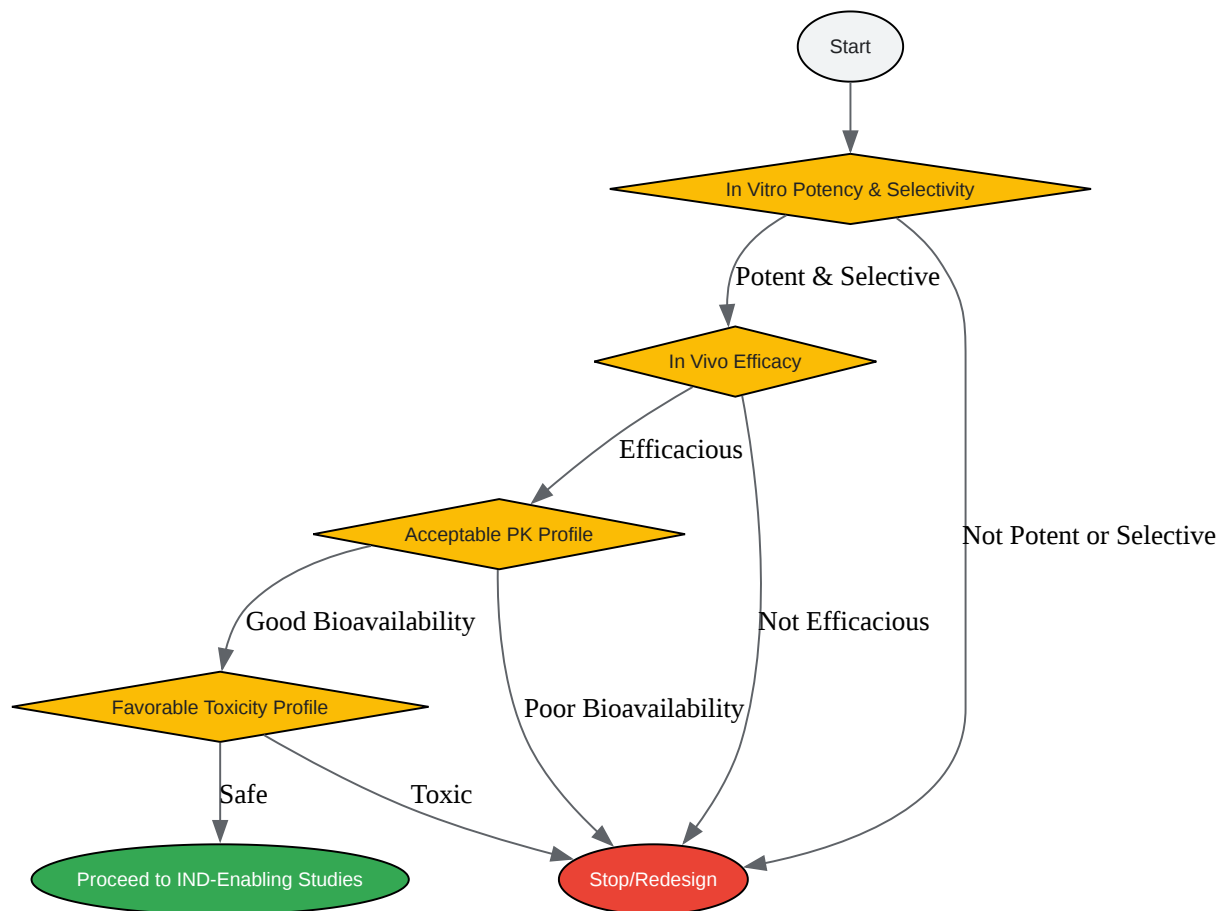 Start
In Vitro Potency & Selectivity
Potent & Selective
In Vivo Efficacy
Efficacious
Acceptable PK Profile
Not Potent or Selective
Good Bioavailability
Not Efficacious
Favorable Toxicity Profile
Poor Bioavailability
Safe
Toxic
Proceed to IND-Enabling Studies
Stop/Redesign